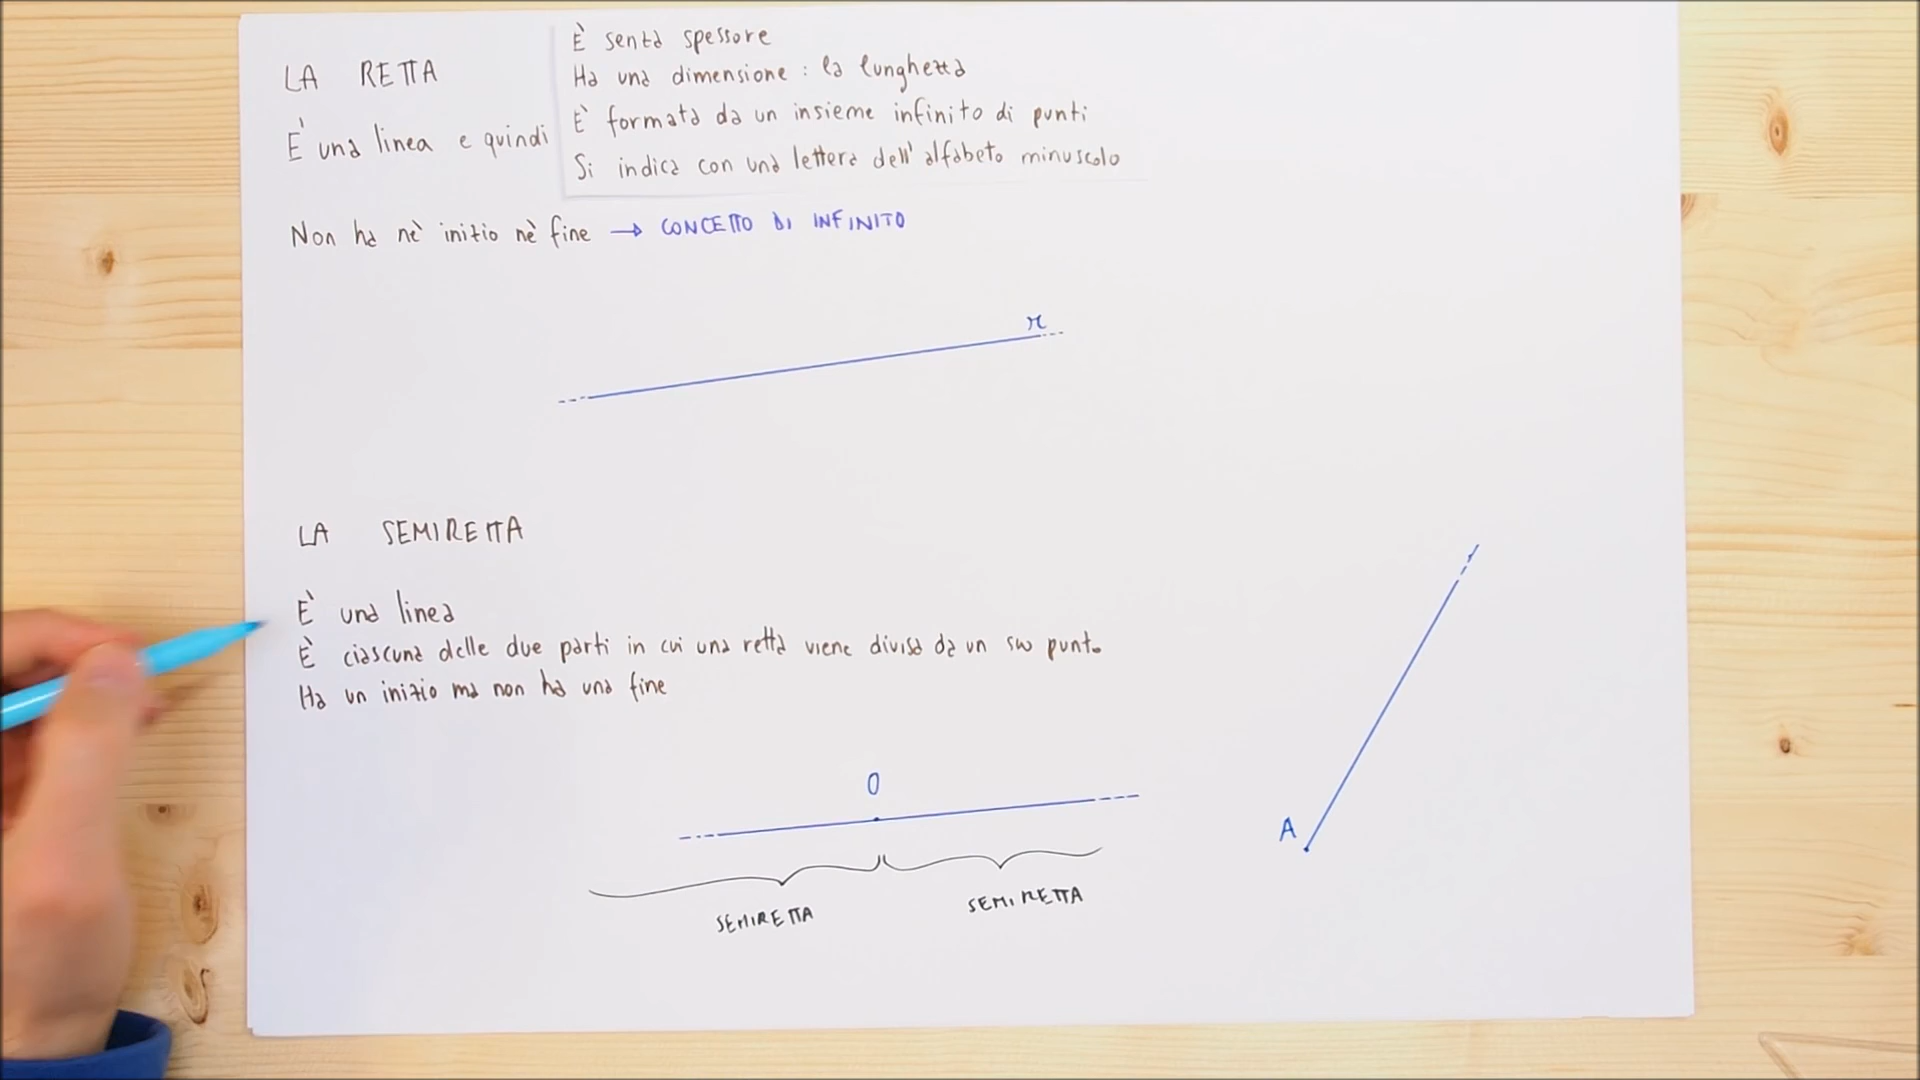 LA RETTA
È una linea e quindi
È senza spessore
Ha una dimensione : la lunghezza
È formata da un insieme infinito di punti
Si indica con una lettera dell'alfabeto minuscolo
Non ha nè inizio nè fine → CONCETTO DI INFINITO
r
LA SEMIRETTA
È una linea
È ciascuna delle due parti in cui una retta viene divisa da un suo punto
Ha un inizio ma non ha una fine
O
A
SEMIRETTA SEMIRETTA